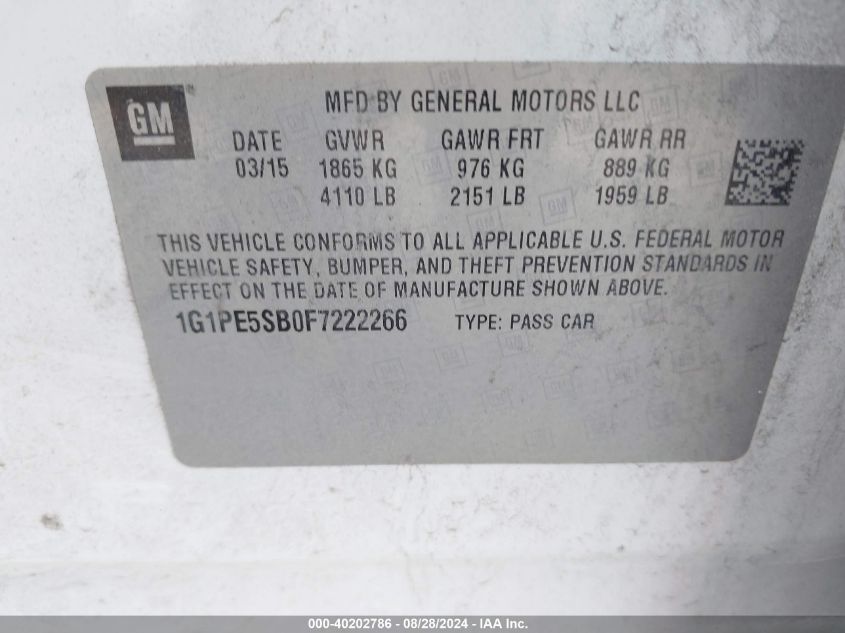 GM
MFD BY GENERAL MOTORS LLC
DATE GVWR GAWR FRT GAWR RR
03/15 1865 KG 976 KG 889 KG
4110 LB 2151 LB 1959 LB
THIS VEHICLE CONFORMS TO ALL APPLICABLE U.S. FEDERAL MOTOR
VEHICLE SAFETY, BUMPER, AND THEFT PREVENTION STANDARDS IN
EFFECT ON THE DATE OF MANUFACTURE SHOWN ABOVE.
1G1PE5SB0F7222266 TYPE: PASS CAR
000-40202786 - 08/28/2024 - IAA Inc.